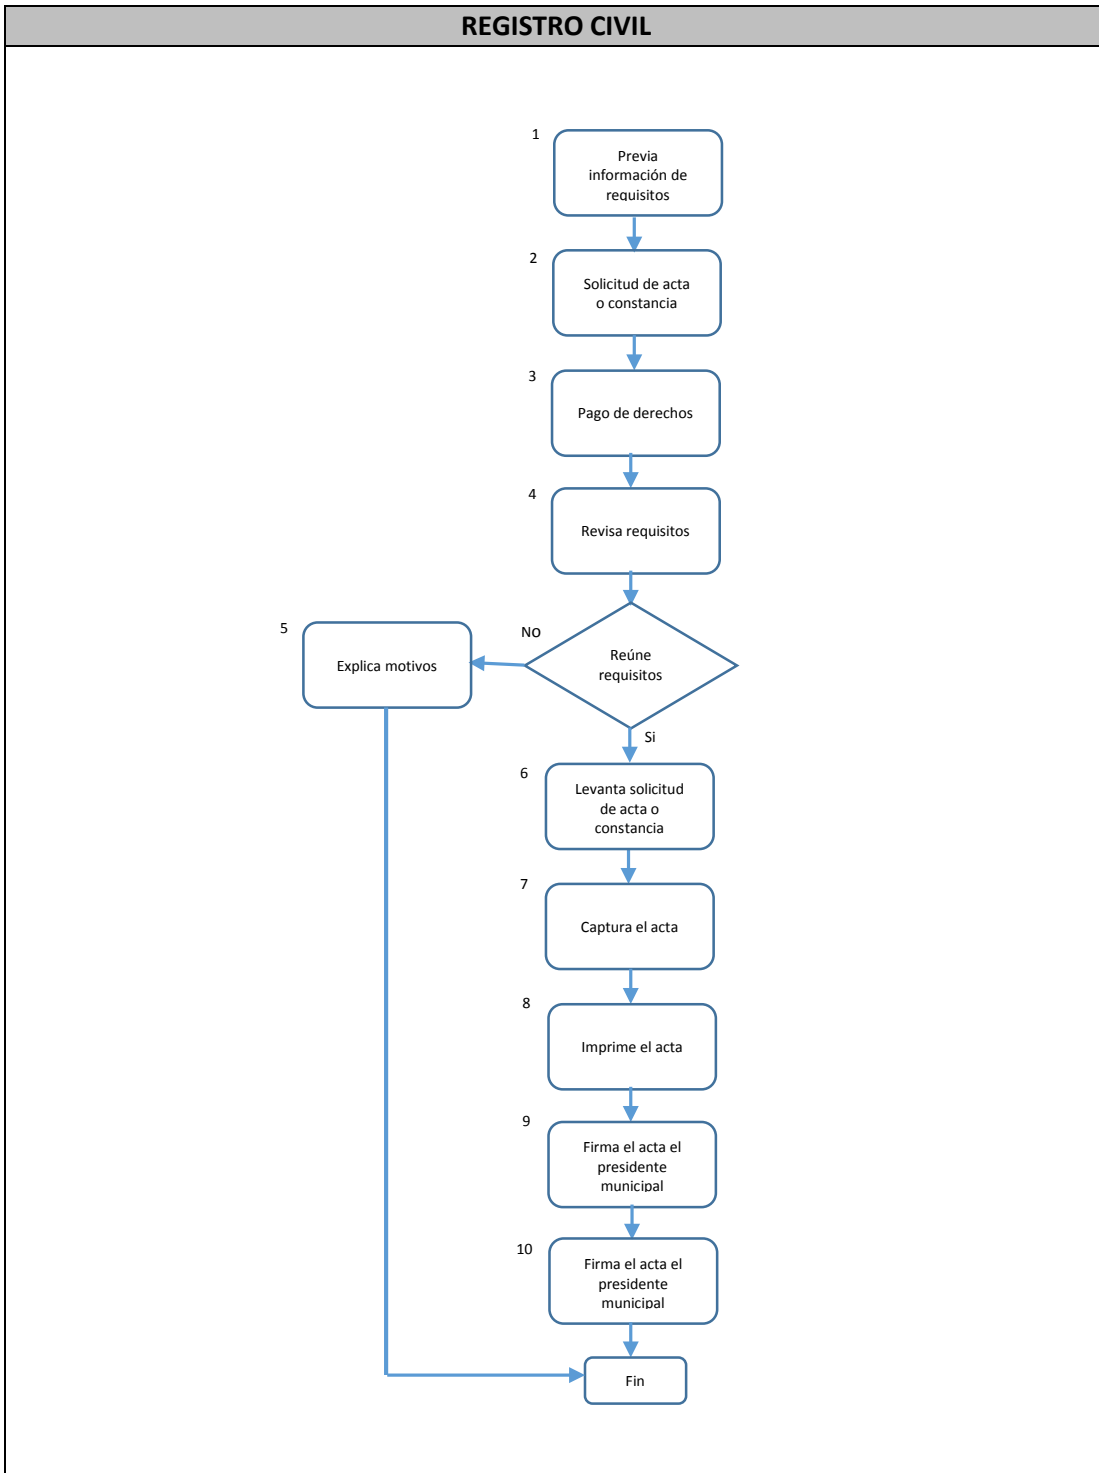 REGISTRO CIVIL
1
Previa
información de
requisitos
2
Solicitud de acta
o constancia
3
Pago de derechos
4
Revisa requisitos
5
No
Explica motivos
Reúne
requisitos
Si
6
Levanta solicitud
de acta o
constancia
7
Captura el acta
8
Imprime el acta
9
Firma el acta el
presidente
municipal
10
Firma el acta el
presidente
municipal
Fin